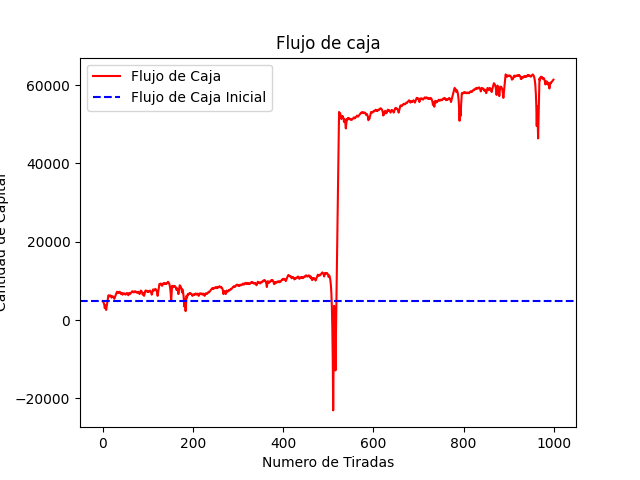 Flujo de caja
Flujo de Caja
Flujo de Caja Inicial
60000
40000
20000
0
−20000
Cantidad de Capital
0
200
400
600
800
1000
Numero de Tiradas